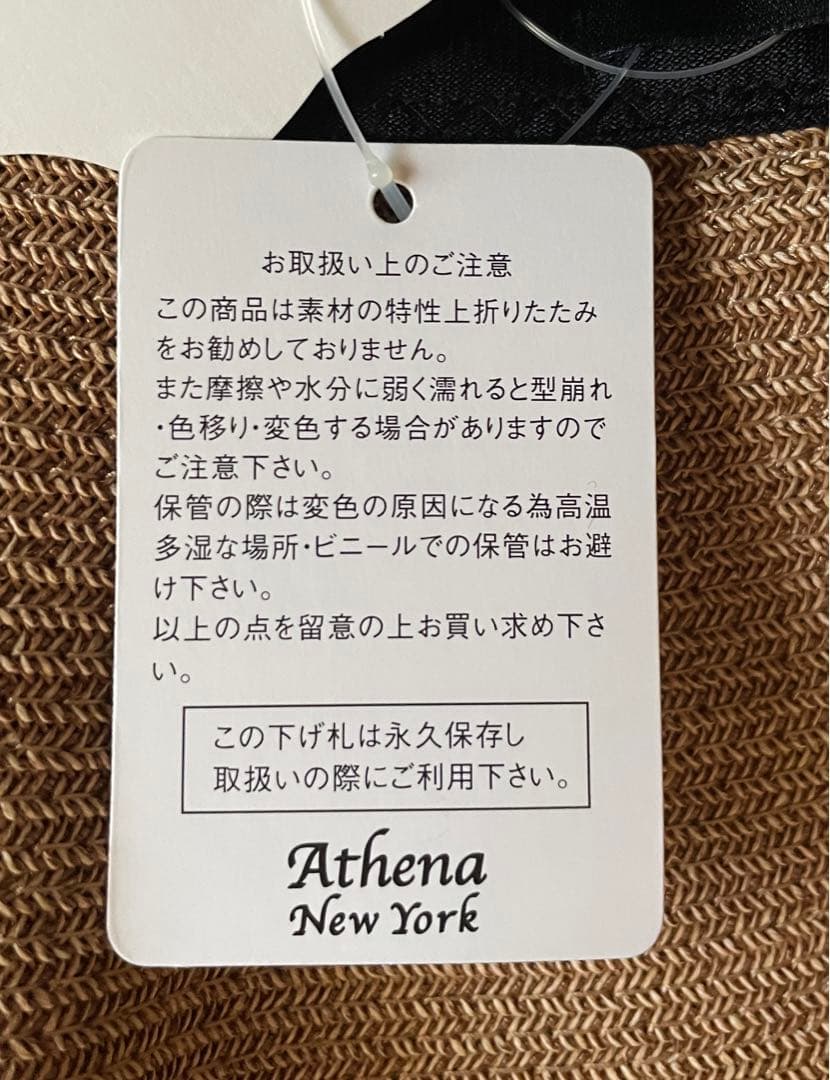 お取扱い上のご注意
この商品は素材の特性上折りたたみ
をお勧めしておりません。
また摩擦や水分に弱く濡れると型崩れ
・色移り・変色する場合がありますので
ご注意下さい。
保管の際は変色の原因になる為高温
多湿な場所・ビニールでの保管はお避
け下さい。
以上の点を留意の上お買い求め下さ
い。
この下げ札は永久保存し
取扱いの際にご利用下さい。
Athena
New York